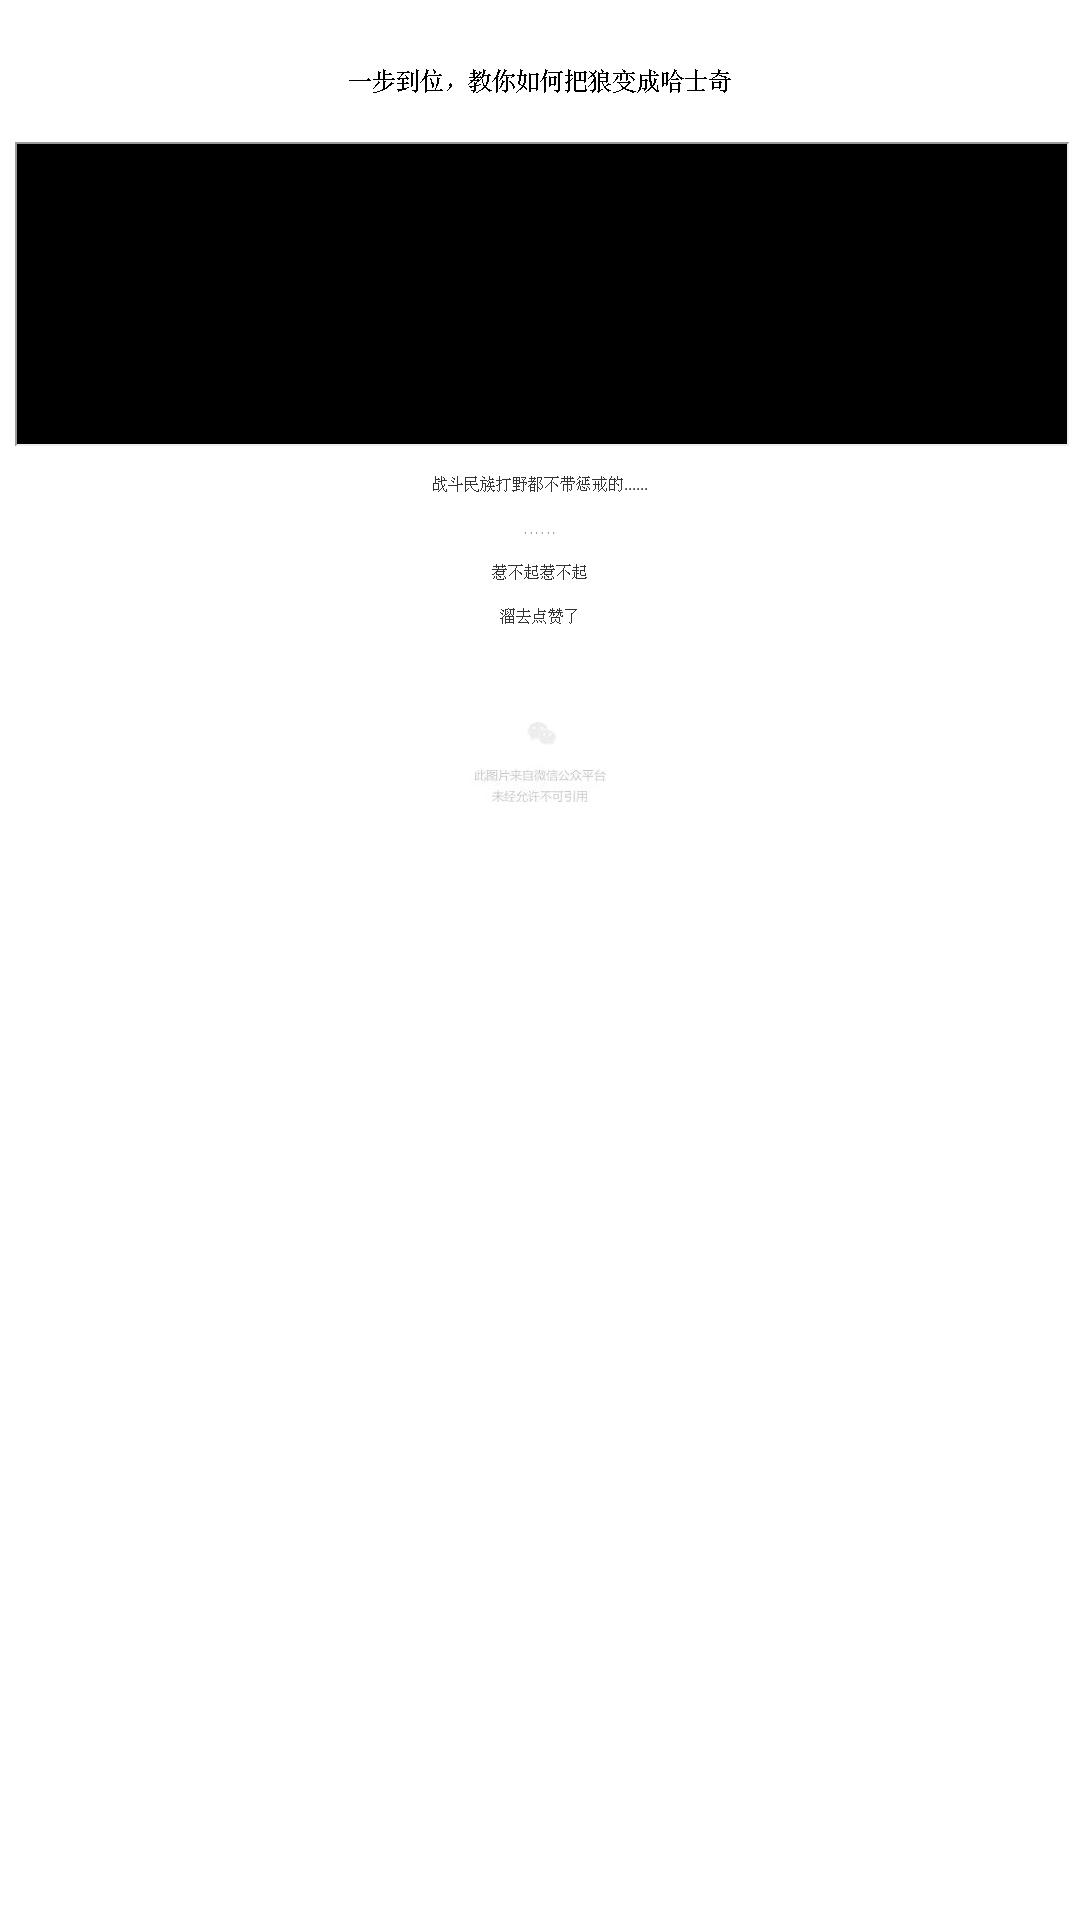 一步到位，教你如何把狼变成哈士奇
战斗民族打野都不带惩戒的......
......
惹不起惹不起
溜去点赞了
此图片来自微信公众平台
未经允许不可引用